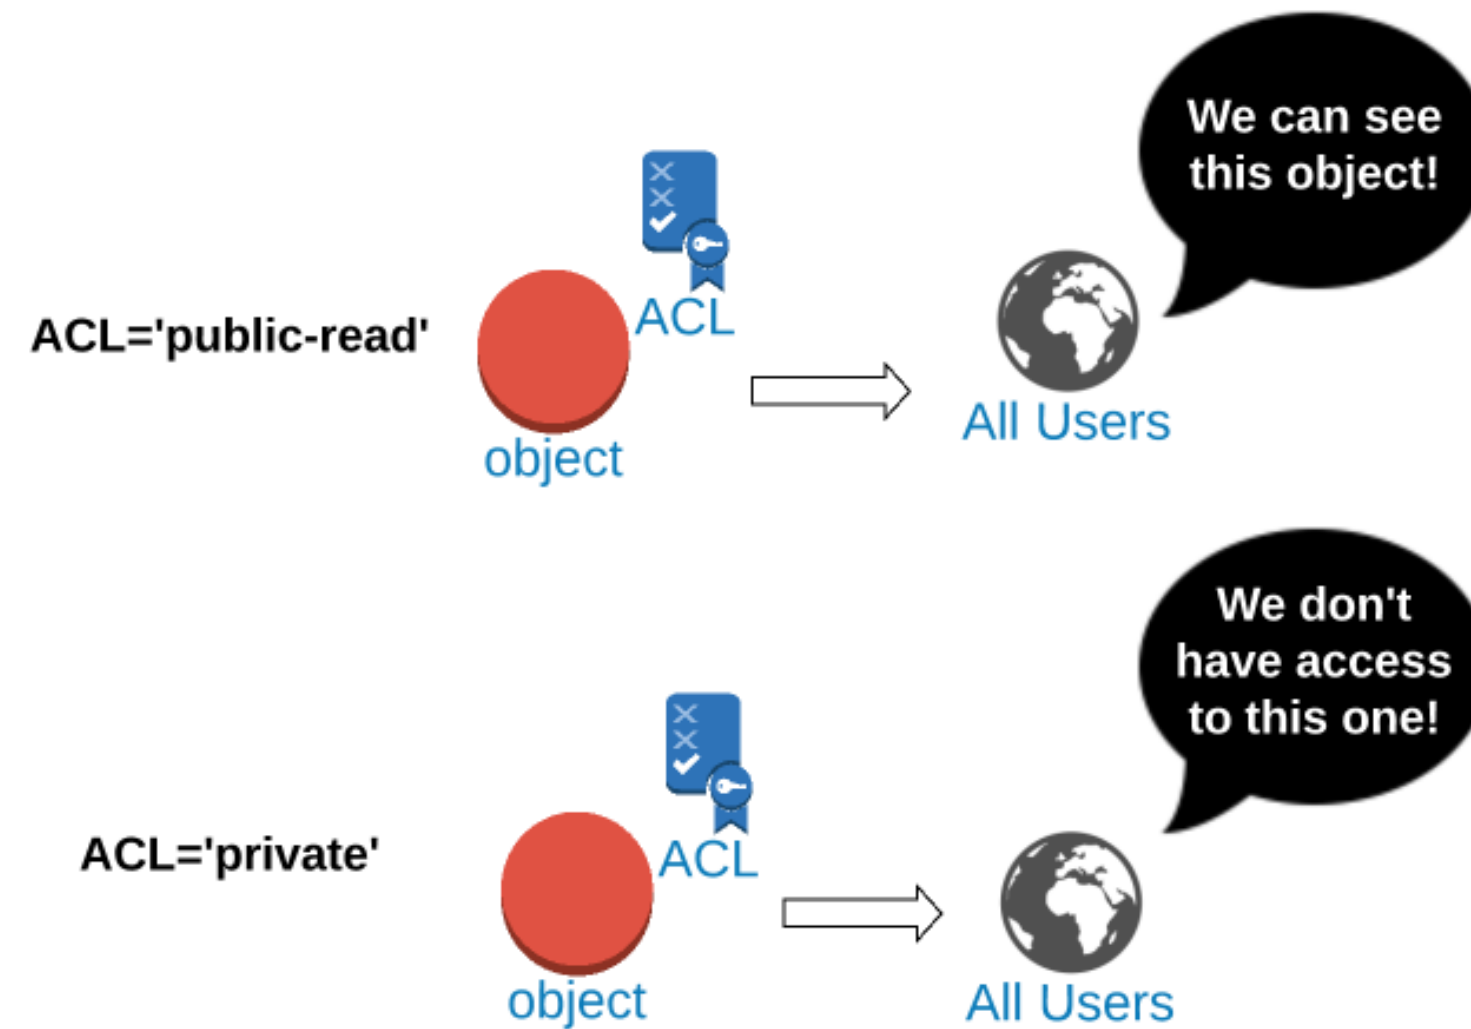 We can see
this object!
ACL='public-read'
ACL
object
All Users
We don't
have access
to this one!
ACL='private'
ACL
object
All Users